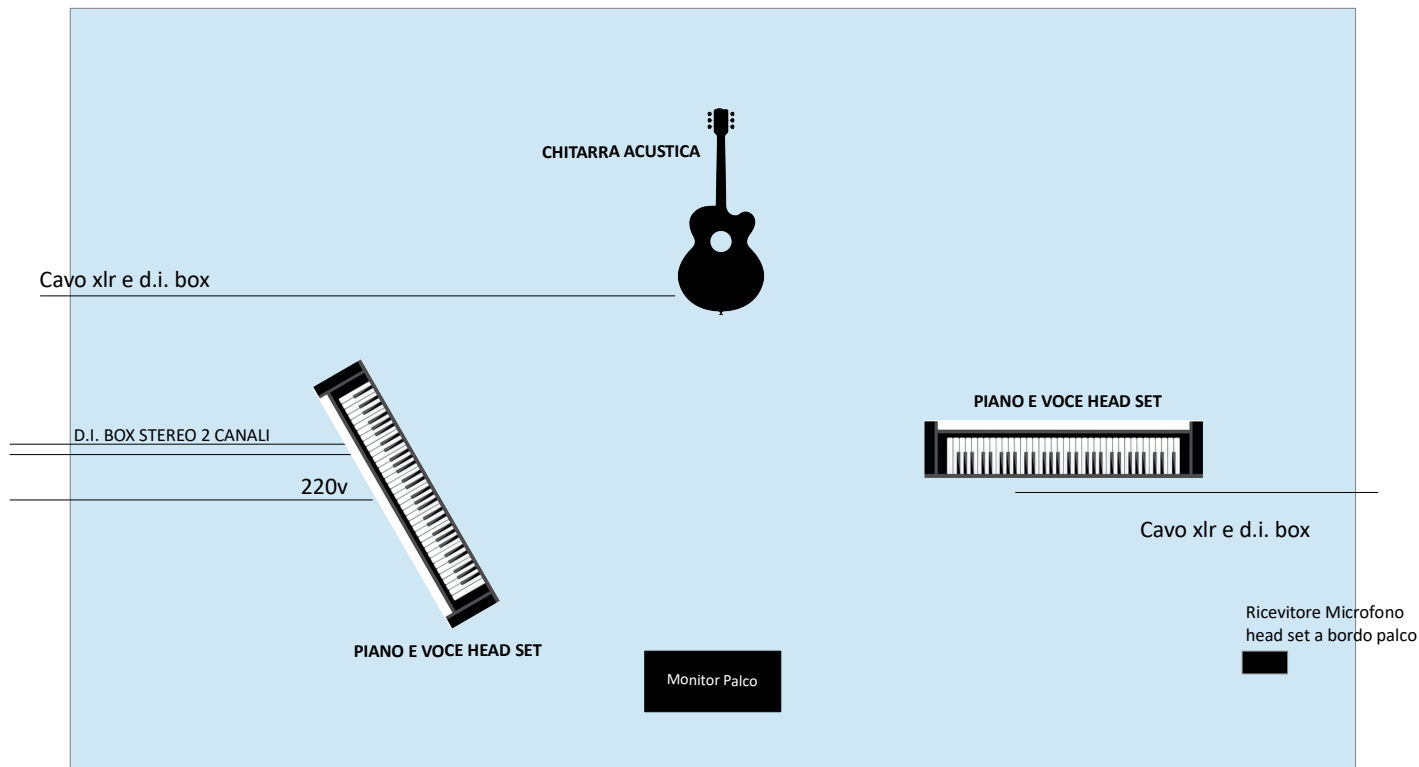 CHITARRA ACUSTICA
Cavo xlr e d.i. box
PIANO E VOCE HEAD SET
D.I. BOX STEREO 2 CANALI
220v
Cavo xlr e d.i. box
Ricevitore Microfono
head set a bordo palco
PIANO E VOCE HEAD SET
Monitor Palco